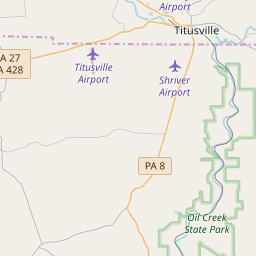 Airport
Titusville
PA 27
PA 428
Titusville
Airport
Shriver
Airport
PA 8
Oil Creek
State Park